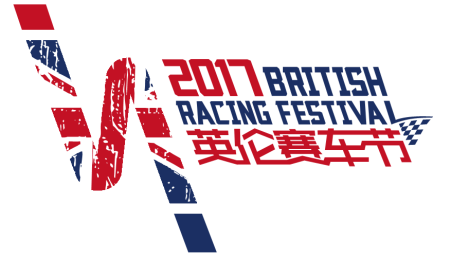 2017 BRITISH
RACING FESTIVAL
英伦赛车节